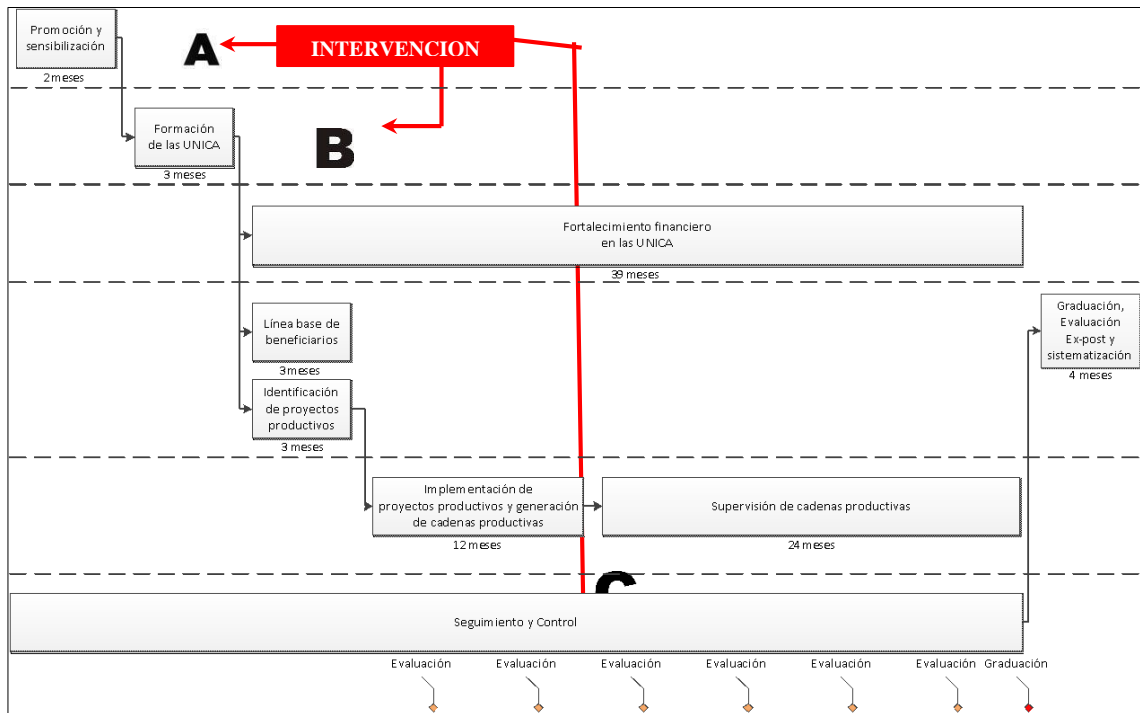 Promoción y
sensibilización
2 meses
A
INTERVENCION
Formación
de las UNICA
3 meses
B
Fortalecimiento financiero
en las UNICA
39 meses
Línea base de
beneficiarios
3 meses
Graduación,
Evaluación
Ex-post y
sistematización
4 meses
Identificación
de proyectos
productivos
3 meses
Implementación de
proyectos productivos y generación
de cadenas productivas
12 meses
Supervisión de cadenas productivas
24 meses
C
Seguimiento y Control
Evaluación
Evaluación
Evaluación
Evaluación
Evaluación
Evaluación
Graduación